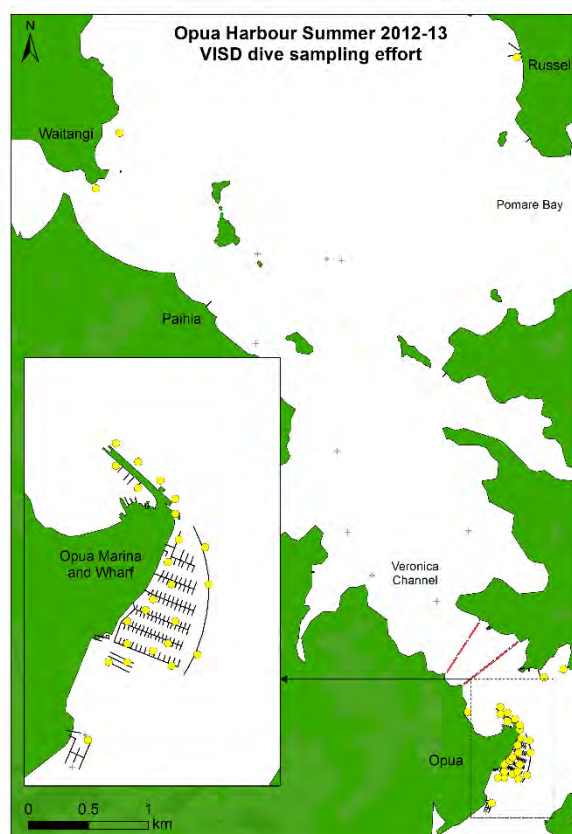 Opua Harbour Summer 2012-13
VISD dive sampling effort
N
Russel
Waitangi
Pomare Bay
Paihia
Opua Marina
and Wharf
Veronica
Channel
Opua
0 0.5 1
km